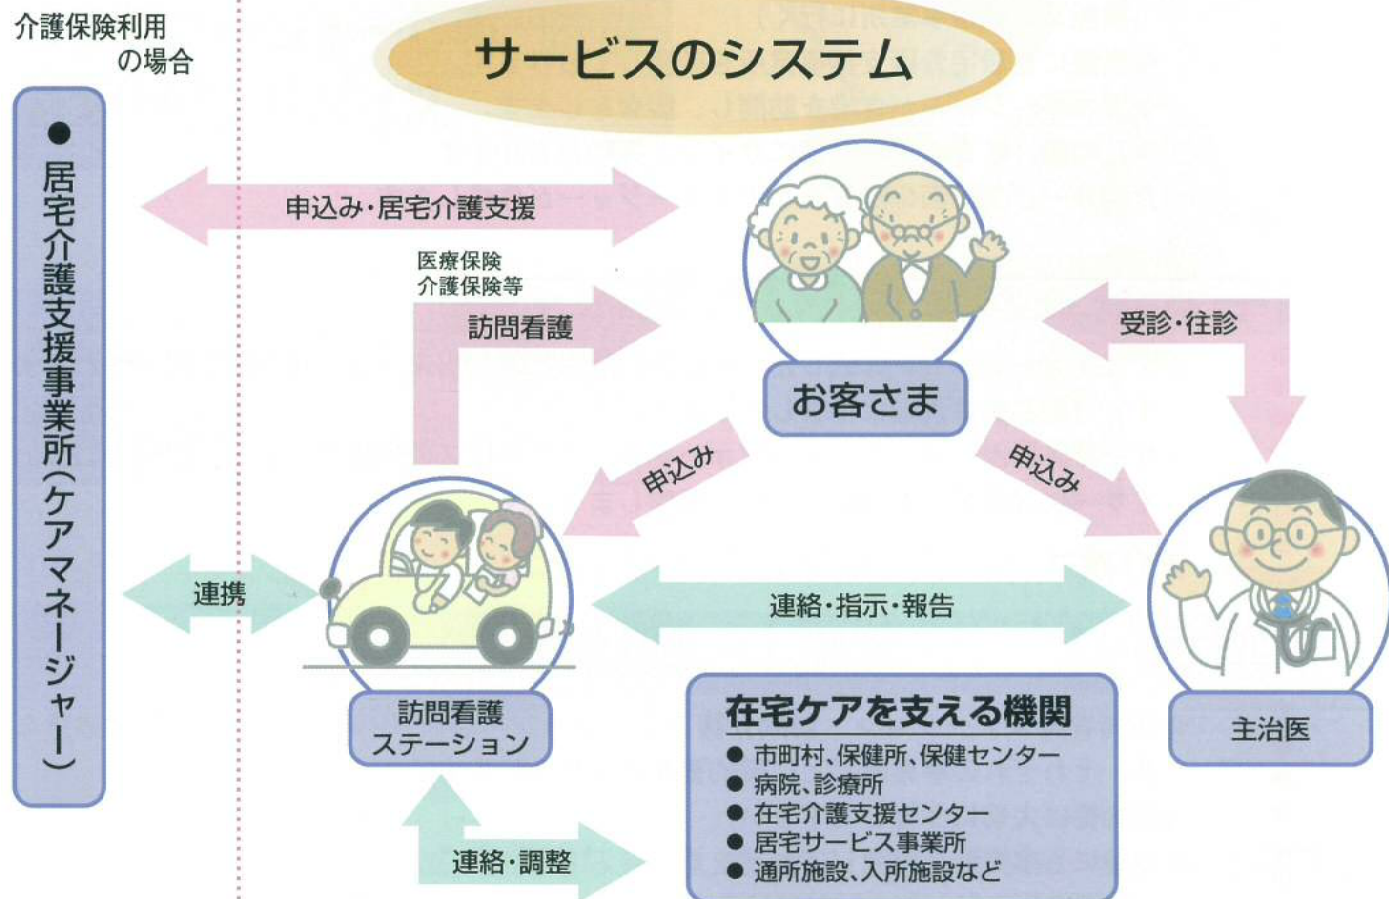 介護保険利用
の場合
サービスのシステム
● 居宅介護支援事業所(ケアマネージャー)
申込み・居宅介護支援
医療保険
介護保険等
訪問看護
受診・往診
お客さま
申込み
申込み
連携
連絡・指示・報告
訪問看護
ステーション
主治医
在宅ケアを支える機関
● 市町村、保健所、保健センター
● 病院、診療所
● 在宅介護支援センター
● 居宅サービス事業所
● 通所施設、入所施設など
連絡・調整